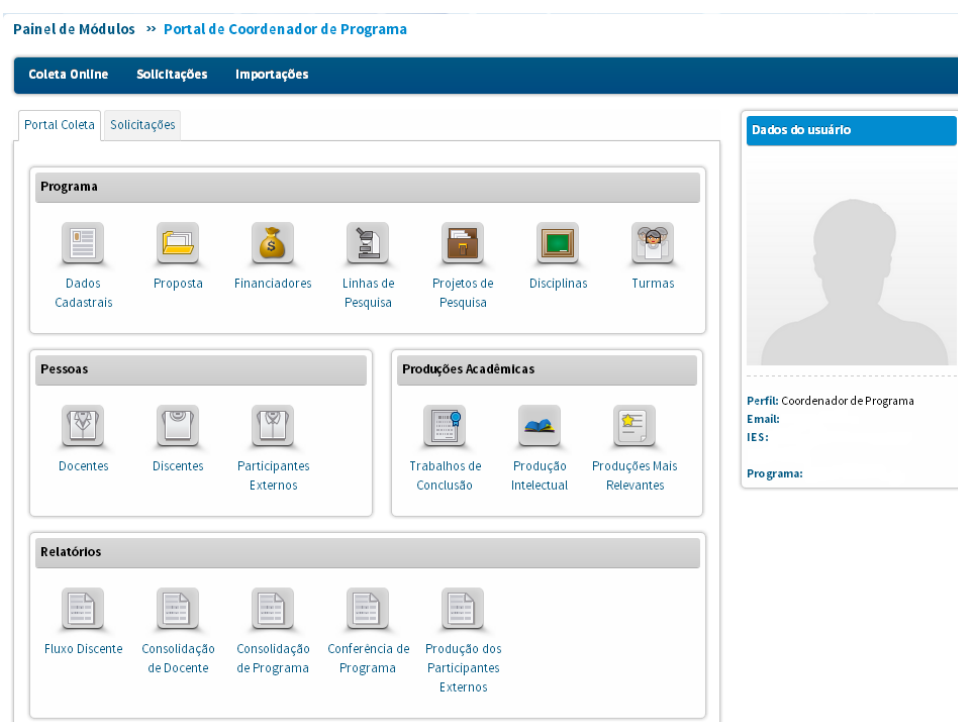 Painel de Módulos >> Portal de Coordenador de Programa
Coleta Online Solicitações Importações
Portal Coleta Solicitações
Programa
Dados Cadastrais
Proposta
Financiadores
Linhas de Pesquisa
Projetos de Pesquisa
Disciplinas
Turmas
Pessoas
Docentes
Discentes
Participantes Externos
Produções Acadêmicas
Trabalhos de Conclusão
Produção Intelectual
Produções Mais Relevantes
Relatórios
Fluxo Discente
Consolidação de Docente
Consolidação de Programa
Conferência de Programa
Produção dos Participantes Externos
Dados do usuário
Perfil: Coordenador de Programa
Email:
IES:
Programa: